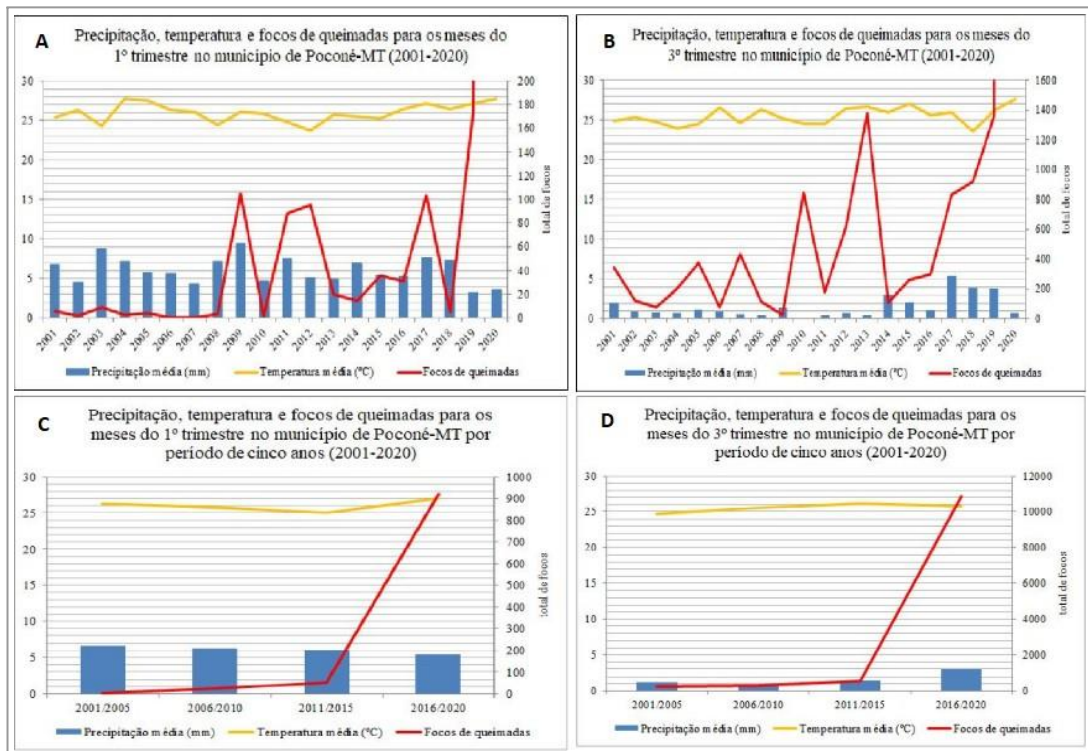 A
Precipitação, temperatura e focos de queimadas para os meses do
1º trimestre no município de Poconé-MT (2001-2020)
30
25
20
15
10
5
0
200
180
160
140
120
100
80
60
40
20
0
total de focos
2001 2002 2003 2004 2005 2006 2007 2008 2009 2010 2011 2012 2013 2014 2015 2016 2017 2018 2019 2020
Precipitação média (mm) Temperatura média (ºC) Focos de queimadas
B
Precipitação, temperatura e focos de queimadas para os meses do
3º trimestre no município de Poconé-MT (2001-2020)
30
25
20
15
10
5
0
1600
1400
1200
1000
800
600
400
200
0
total de focos
2001 2002 2003 2004 2005 2006 2007 2008 2009 2010 2011 2012 2013 2014 2015 2016 2017 2018 2019 2020
Precipitação média (mm) Temperatura média (ºC) Focos de queimadas
C
Precipitação, temperatura e focos de queimadas para os
meses do 1º trimestre no município de Poconé-MT por
período de cinco anos (2001-2020)
30
25
20
15
10
5
0
1000
900
800
700
600
500
400
300
200
100
0
total de focos
2001/2005 2006/2010 2011/2015 2016/2020
Precipitação média (mm) Temperatura média (ºC) Focos de queimadas
D
Precipitação, temperatura e focos de queimadas para os
meses do 3º trimestre no município de Poconé-MT por
período de cinco anos (2001-2020)
30
25
20
15
10
5
0
12000
10000
8000
6000
4000
2000
0
total de focos
2001/2005 2006/2010 2011/2015 2016/2020
Precipitação média (mm) Temperatura média (ºC) Focos de queimadas